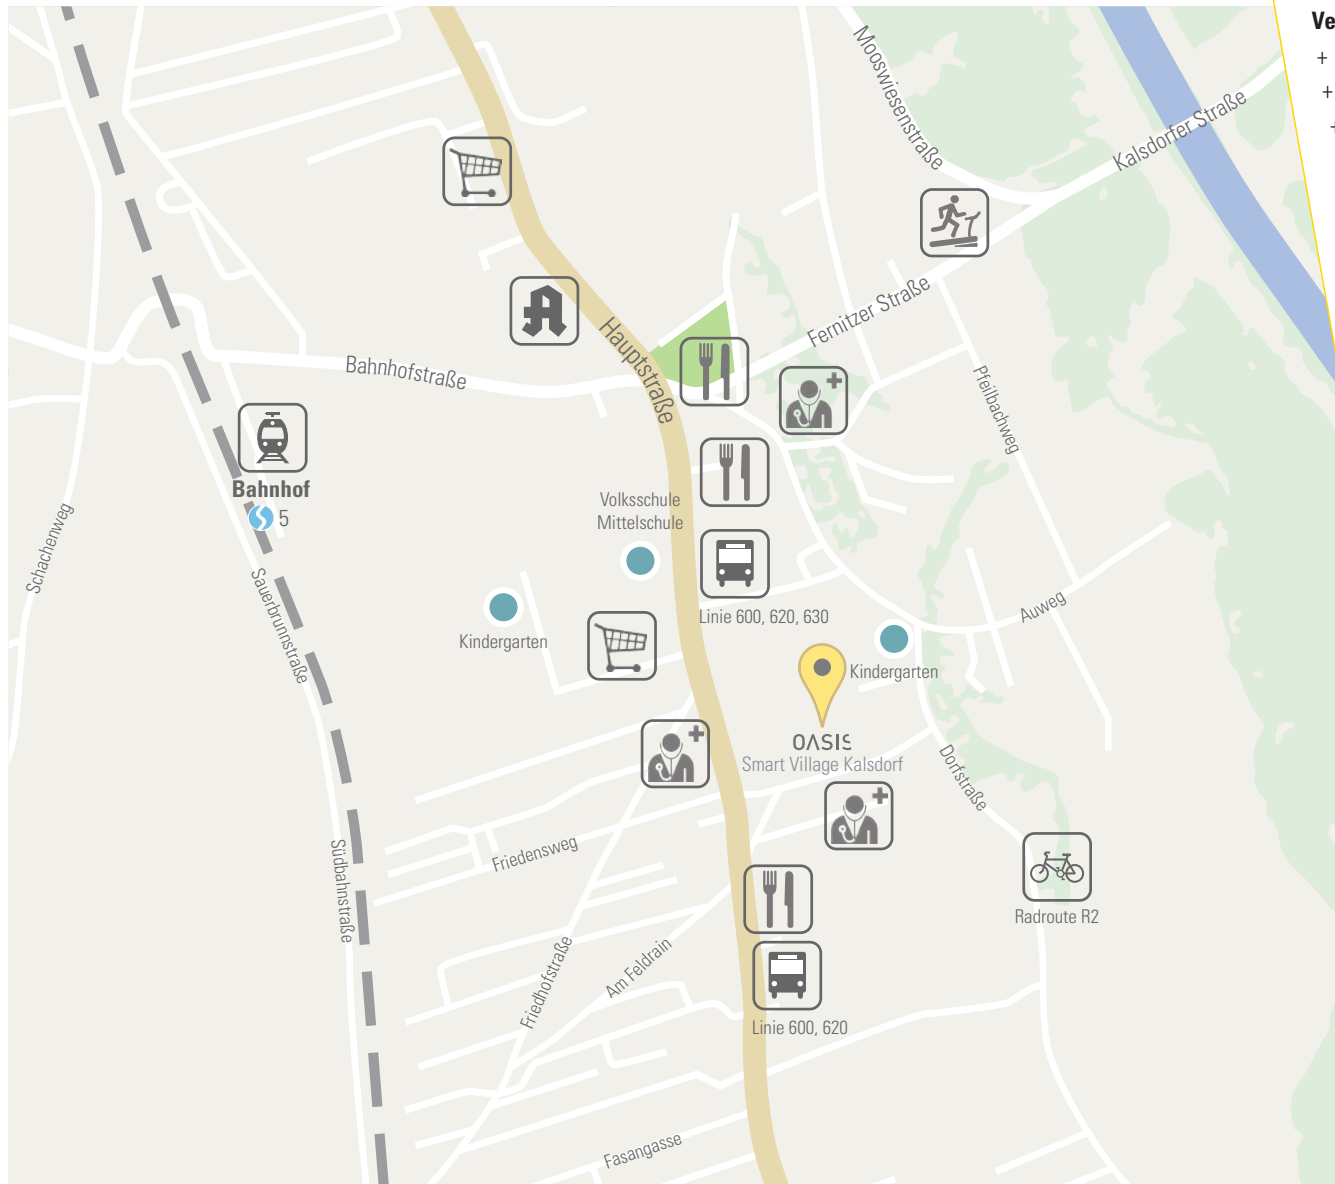 Ve
+
+
+
Mooswiesenstraße
Kalsdorfer Straße
Fernitzer Straße
Hauptstraße
Bahnhofstraße
Pfeilbachweg
Bahnhof
5
Schachenweg
Volksschule
Mittelschule
Sauerbrunnstraße
Linie 600, 620, 630
Auweg
Kindergarten
Kindergarten
OASIS
Smart Village Kalsdorf
Dorfstraße
Südbahnstraße
Friedensweg
Radroute R2
Friedhofstraße
Am Feldrain
Linie 600, 620
Fasangasse